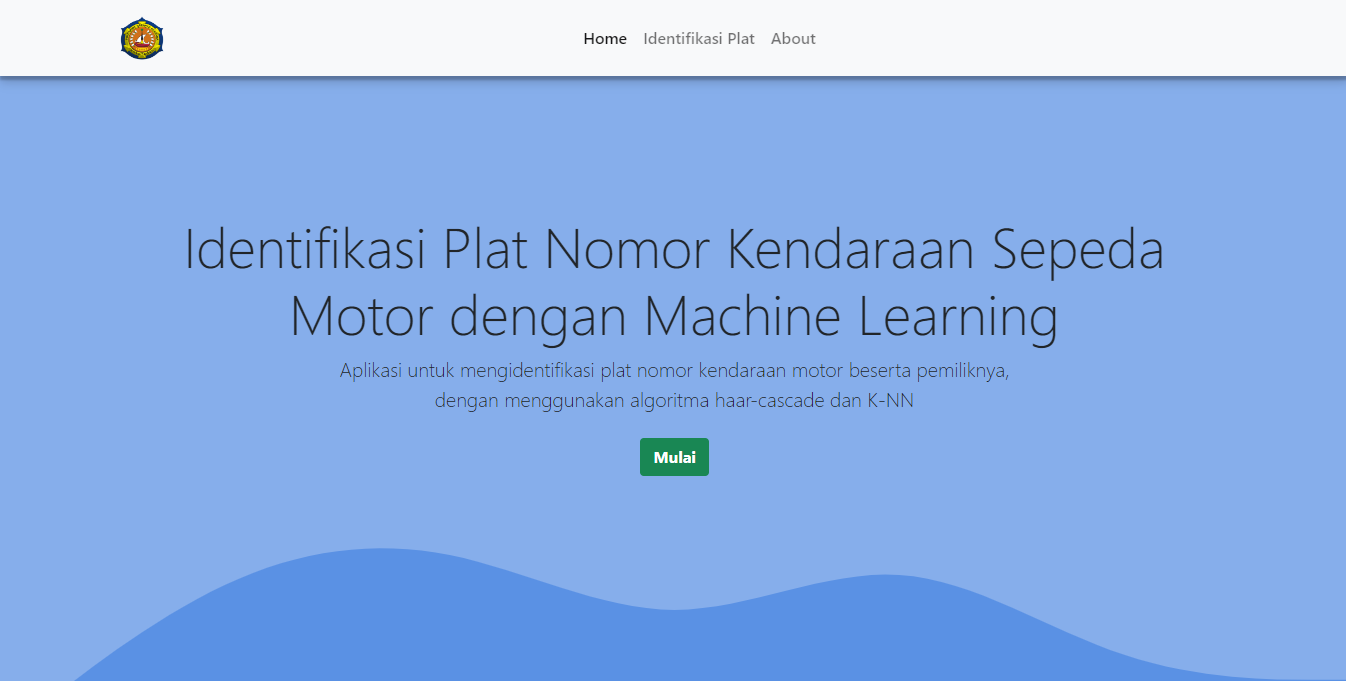 Home Identifikasi Plat About
Identifikasi Plat Nomor Kendaraan Sepeda
Motor dengan Machine Learning
Aplikasi untuk mengidentifikasi plat nomor kendaraan motor beserta pemiliknya,
dengan menggunakan algoritma haar-cascade dan K-NN
Mulai